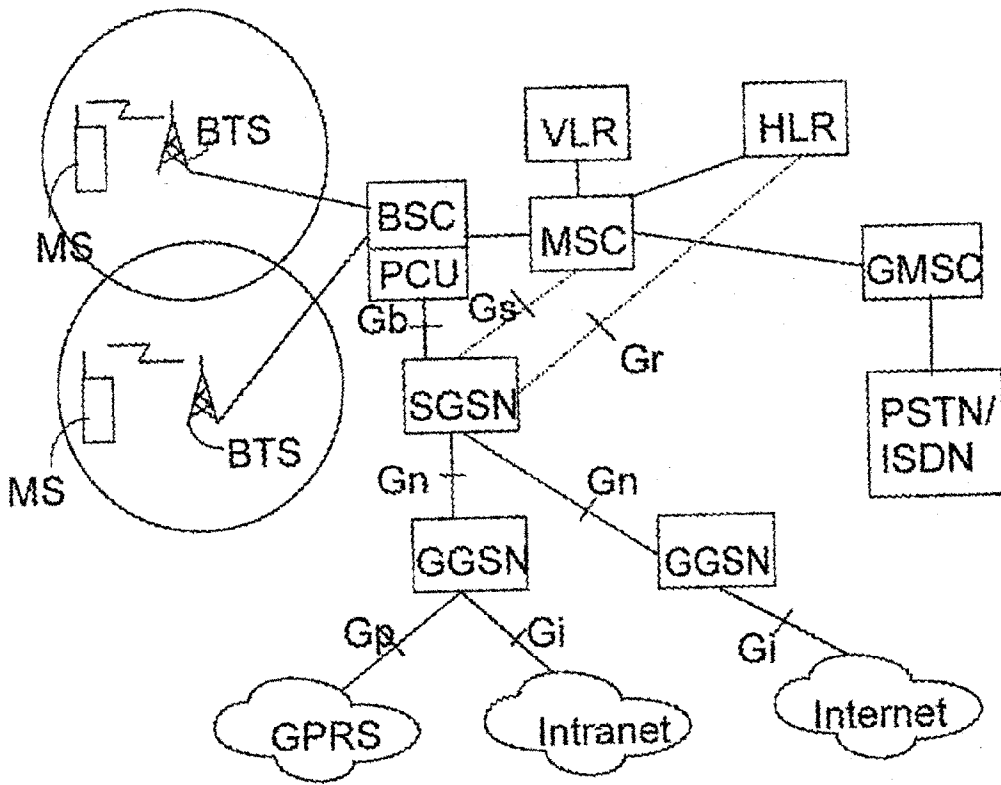 BTS
VLR
HLR
MS
BSC
PCU
MSC
GMSC
Gb
Gs
Gr
SGSN
PSTN/
ISDN
BTS
MS
Gn
Gn
GGSN
GGSN
Gp
Gi
Gi
GPRS
Intranet
Internet